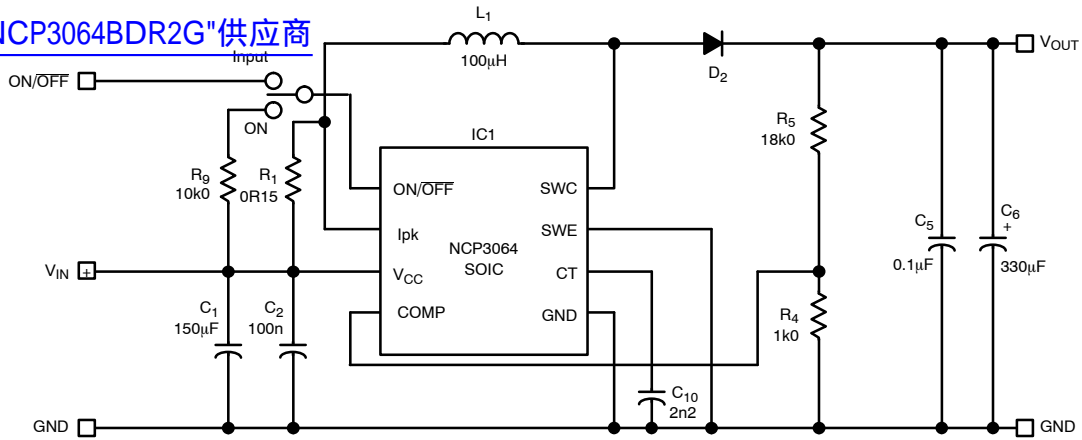 NCP3064BDR2G"供应商
Input
ON/OFF
ON
L1
100μH
D2
VOUT
R9
10k0
R1
0R15
IC1
ON/OFF
SWC
Ipk
SWE
NCP3064
SOIC
VCC
CT
COMP
GND
R5
18k0
R4
1k0
C5
0.1μF
C6
+
330μF
VIN
+
C1
150μF
C2
100n
C10
2n2
GND
GND